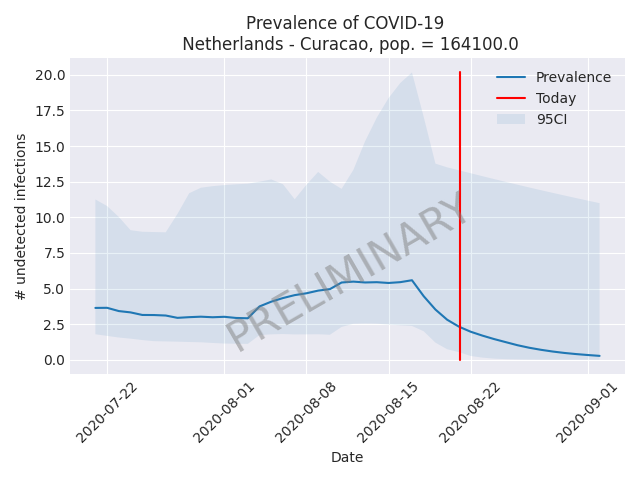 Prevalence of COVID-19
Netherlands - Curacao, pop. = 164100.0
20.0
17.5
15.0
12.5
10.0
7.5
5.0
2.5
0.0
# undetected infections
Prevalence
Today
95CI
PRELIMINARY
2020-07-22
2020-08-01
2020-08-08
2020-08-15
2020-08-22
2020-09-01
Date